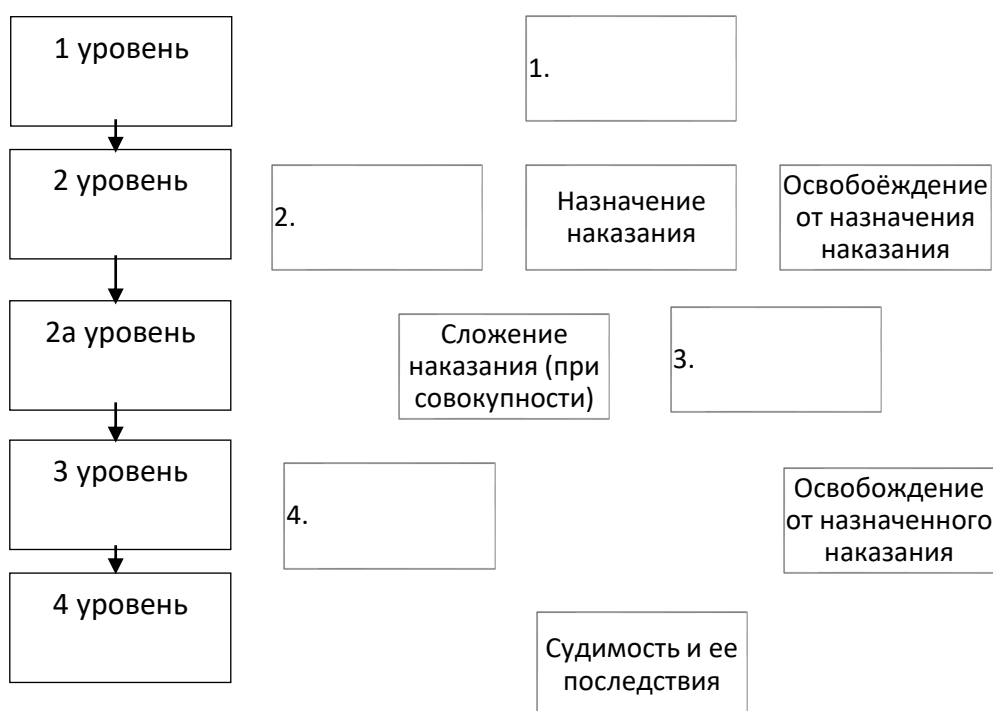 1 уровень
1.
2 уровень
2.
Назначение
наказания
Освобоёждение
от назначения
наказания
2а уровень
Сложение
наказания (при
совокупности)
3.
3 уровень
4.
Освобождение
от назначенного
наказания
4 уровень
Судимость и ее
последствия